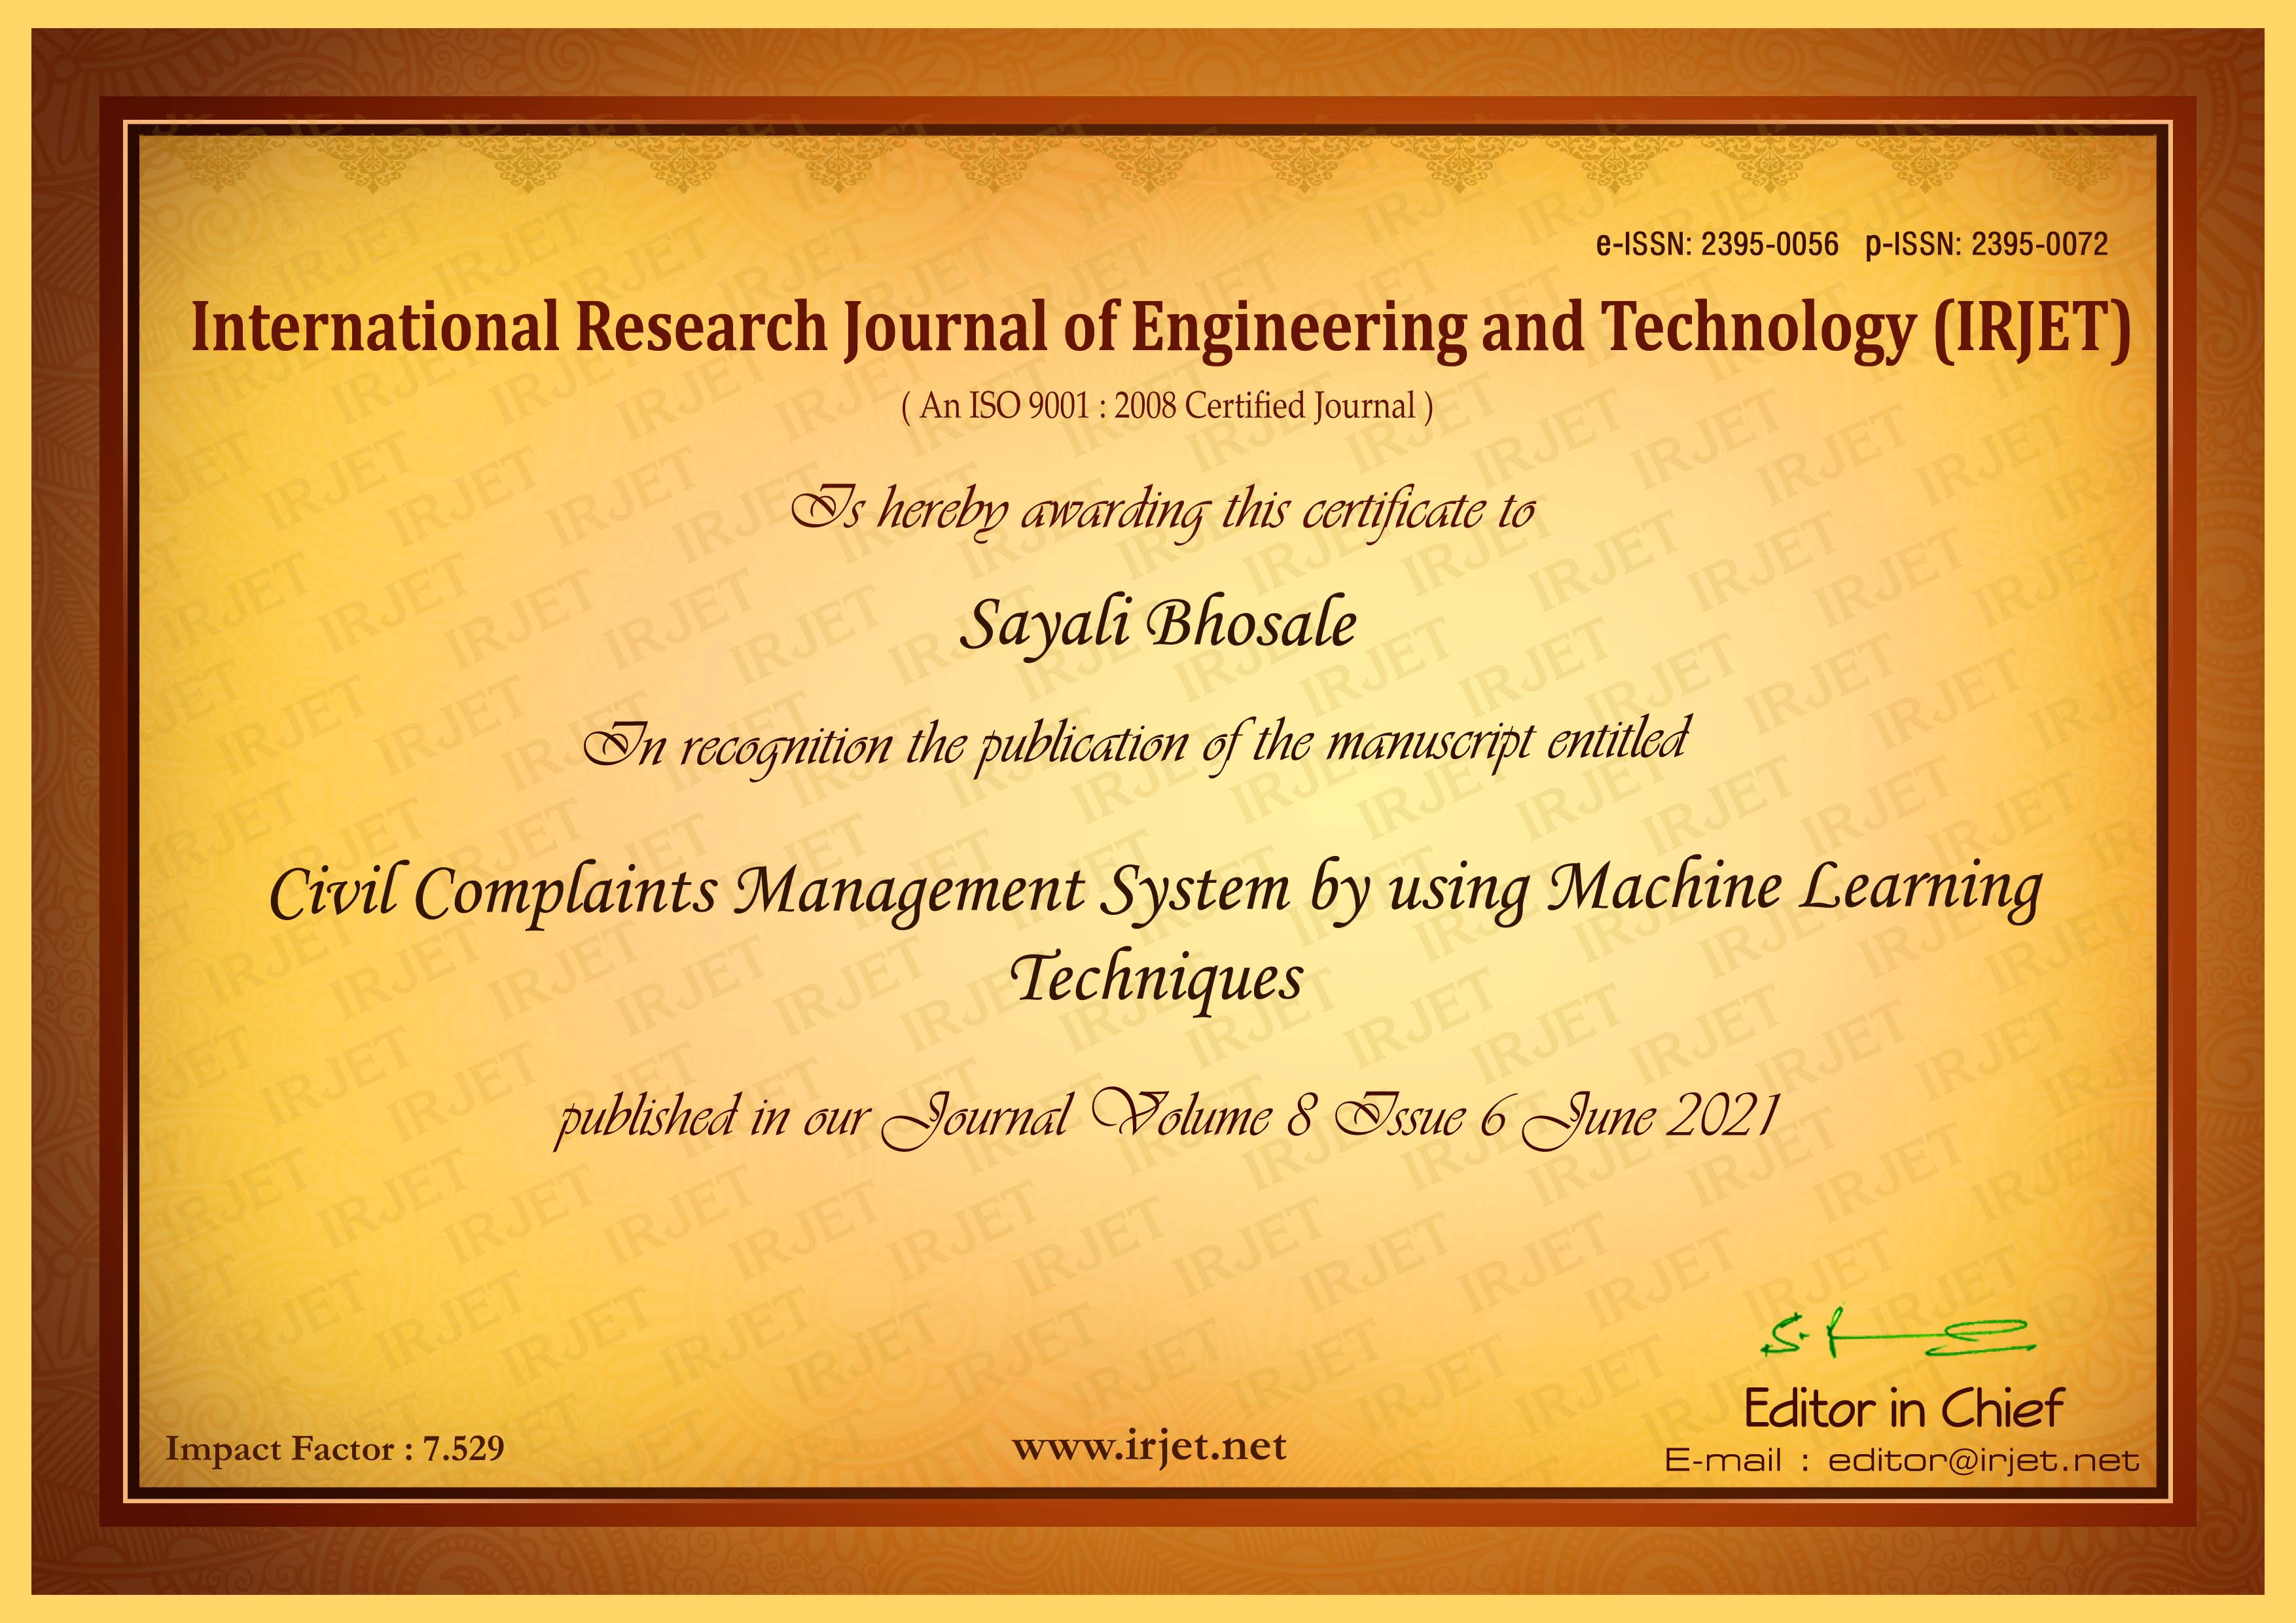 e-ISSN: 2395-0056 p-ISSN: 2395-0072
International Research Journal of Engineering and Technology (IRJET)
( An ISO 9001 : 2008 Certified Journal )
Is hereby awarding this certificate to
Sayali Bhosale
In recognition the publication of the manuscript entitled
Civil Complaints Management System by using Machine Learning
Techniques
published in our Journal Volume 8 Issue 6 June 2021
Editor in Chief
Impact Factor : 7.529 www.irjet.net E-mail : editor@irjet.net